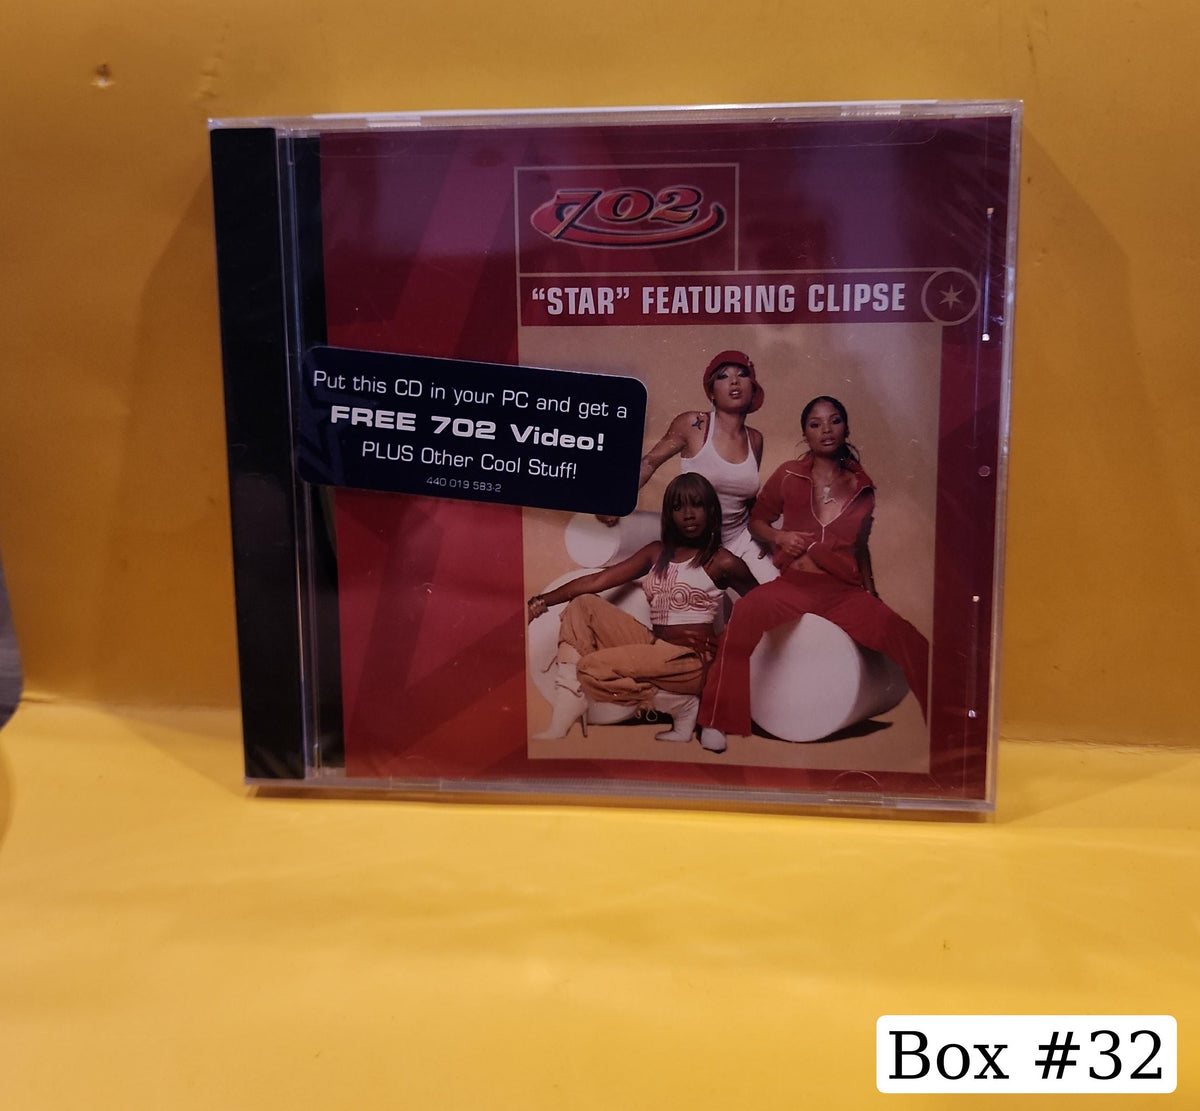 702
“STAR” FEATURING CLIPSE
Put this CD in your PC and get a
FREE 702 Video!
PLUS Other Cool Stuff!
440 019 583-2
Box #32